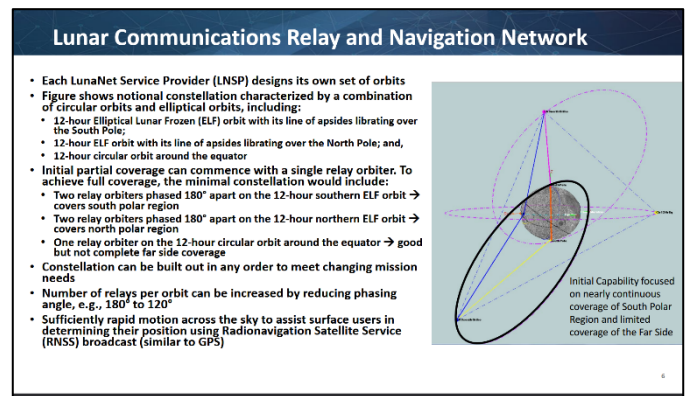 Lunar Communications Relay and Navigation Network
• Each LunaNet Service Provider (LNSP) designs its own set of orbits
• Figure shows notional constellation characterized by a combination
of circular orbits and elliptical orbits, including:
• 12-hour Elliptical Lunar Frozen (ELF) orbit with its line of apsides librating over
the South Pole;
• 12-hour ELF orbit with its line of apsides librating over the North Pole; and,
• 12-hour circular orbit around the equator
• Initial partial coverage can commence with a single relay orbiter. To
achieve full coverage, the minimal constellation would include:
• Two relay orbiters phased 180° apart on the 12-hour southern ELF orbit →
covers south polar region
• Two relay orbiters phased 180° apart on the 12-hour northern ELF orbit →
covers north polar region
• One relay orbiter on the 12-hour circular orbit around the equator → good
but not complete far side coverage
• Constellation can be built out in any order to meet changing mission
needs
• Number of relays per orbit can be increased by reducing phasing
angle, e.g., 180° to 120°
• Sufficiently rapid motion across the sky to assist surface users in
determining their position using Radionavigation Satellite Service
(RNSS) broadcast (similar to GPS)
Initial Capability focused
on nearly continuous
coverage of South Polar
Region and limited
coverage of the Far Side
6